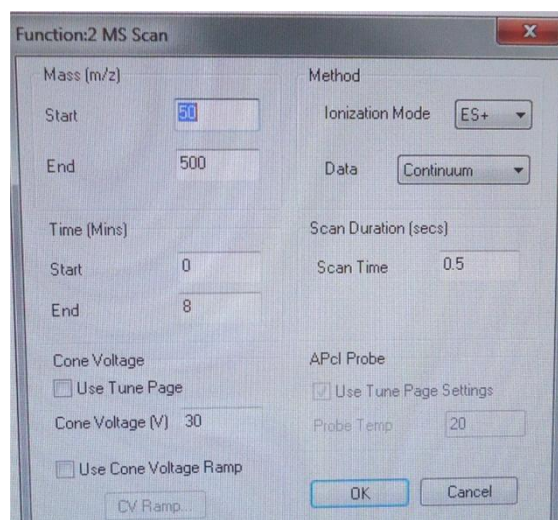 Function:2 MS Scan
Mass (m/z)
Start 50
End 500
Method
Ionization Mode ES+
Data Continuum
Time (Mins)
Start 0
End 8
Scan Duration (secs)
Scan Time 0.5
Cone Voltage
Use Tune Page
Cone Voltage (V) 30
Use Cone Voltage Ramp
CV Ramp...
APcI Probe
Use Tune Page Settings
Probe Temp 20
OK Cancel